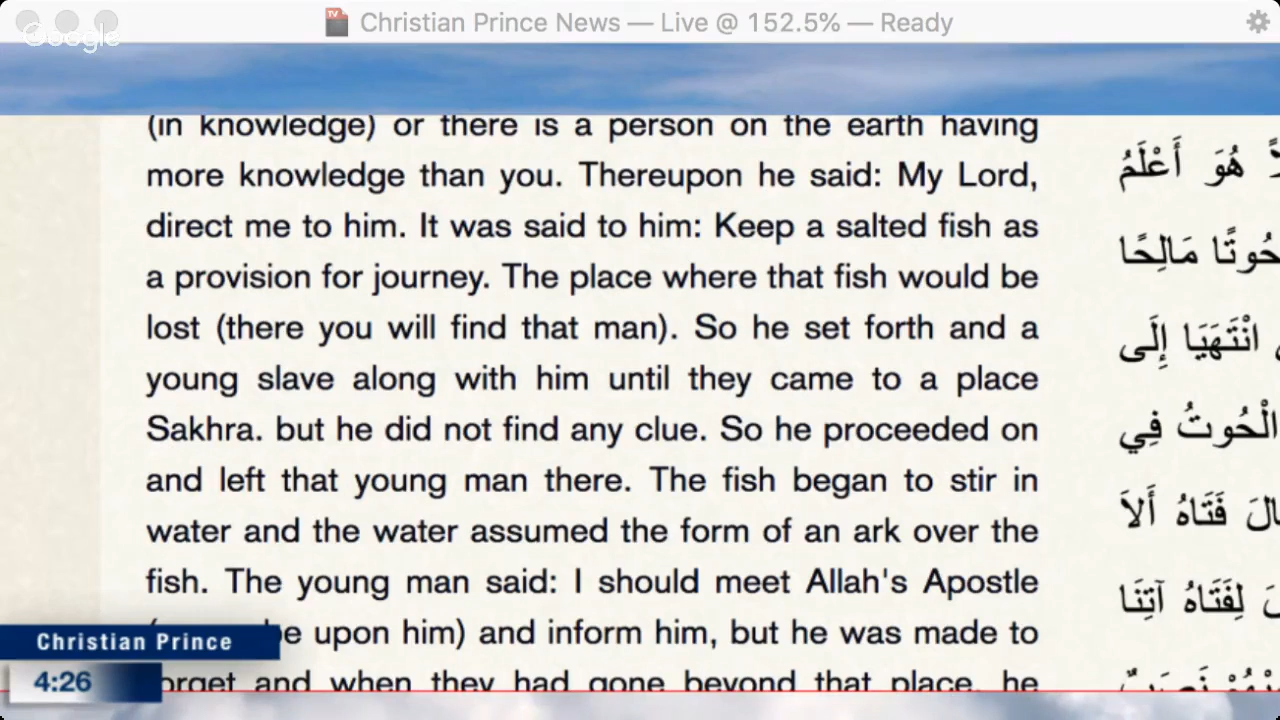 Christian Prince News — Live @ 152.5% — Ready
Google
(in knowledge) or there is a person on the earth having
more knowledge than you. Thereupon he said: My Lord,
direct me to him. It was said to him: Keep a salted fish as
a provision for journey. The place where that fish would be
lost (there you will find that man). So he set forth and a
young slave along with him until they came to a place
Sakhra. but he did not find any clue. So he proceeded on
and left that young man there. The fish began to stir in
water and the water assumed the form of an ark over the
fish. The young man said: I should meet Allah's Apostle
be upon him) and inform him, but he was made to
and when they had gone beyond that place, he
هُوَ أَعْلَمُ
حُوتًا مَالِحًا
انْتَهَيَا إِلَى
الْحُوتُ فِي
فَتَاهُ أَلاَ
لِفَتَاهُ آتِنَا
Christian Prince
4:26